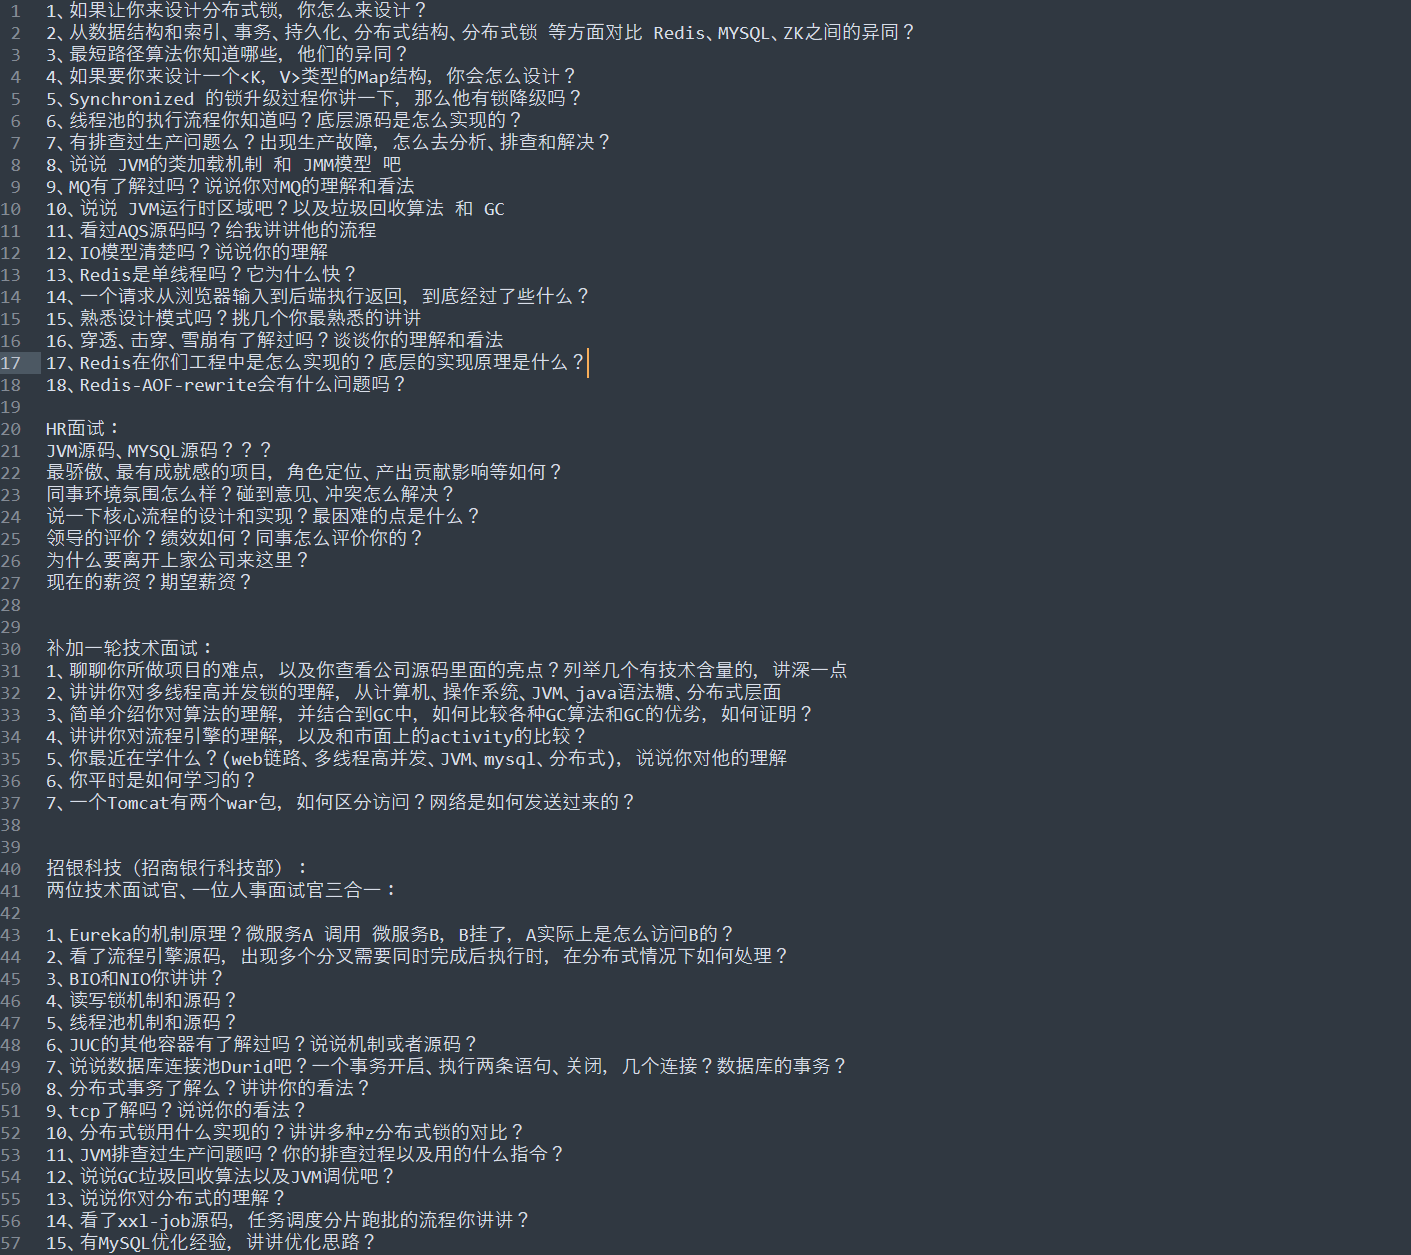 1 1、如果让你来设计分布式锁, 你怎么来设计？
2 2、从数据结构和索引、事务、持久化、分布式结构、分布式锁 等方面对比 Redis、MYSQL、ZK之间的异同？
3 3、最短路径算法你知道哪些, 他们的异同？
4 4、如果要你来设计一个<K, V>类型的Map结构, 你会怎么设计？
5 5、Synchronized 的锁升级过程你讲一下, 那么他有锁降级吗？
6 6、线程池的执行流程你知道吗？底层源码是怎么实现的？
7 7、有排查过生产问题么？出现生产故障, 怎么去分析、排查和解决？
8 8、说说 JVM的类加载机制 和 JMM模型 吧
9 9、MQ有了解过吗？说说你对MQ的理解和看法
10 10、说说 JVM运行时区域吧？以及垃圾回收算法 和 GC
11 11、看过AQS源码吗？给我讲讲他的流程
12 12、IO模型清楚吗？说说你的理解
13 13、Redis是单线程吗？它为什么快？
14 14、一个请求从浏览器输入到后端执行返回, 到底经过了些什么？
15 15、熟悉设计模式吗？挑几个你最熟悉的讲讲
16 16、穿透、击穿、雪崩有了解过吗？谈谈你的理解和看法
17 17、Redis在你们工程中是怎么实现的？底层的实现原理是什么？
18 18、Redis-AOF-rewrite会有什么问题吗？
19
20 HR面试：
21 JVM源码、MYSQL源码？？？
22 最骄傲、最有成就感的项目, 角色定位、产出贡献影响等如何？
23 同事环境氛围怎么样？碰到意见、冲突怎么解决？
24 说一下核心流程的设计和实现？最困难的点是什么？
25 领导的评价？绩效如何？同事怎么评价你的？
26 为什么要离开上家公司来这里？
27 现在的薪资？期望薪资？
28
29
30 补加一轮技术面试：
31 1、聊聊你所做项目的难点, 以及你查看公司源码里面的亮点？列举几个有技术含量的, 讲深一点
32 2、讲讲你对多线程高并发锁的理解, 从计算机、操作系统、JVM、java语法糖、分布式层面
33 3、简单介绍你对算法的理解, 并结合到GC中, 如何比较各种GC算法和GC的优劣, 如何证明？
34 4、讲讲你对流程引擎的理解, 以及和市面上的activity的比较？
35 5、你最近在学什么？(web链路、多线程高并发、JVM、mysql、分布式), 说说你对他的理解
36 6、你平时是如何学习的？
37 7、一个Tomcat有两个war包, 如何区分访问？网络是如何发送过来的？
38
39
40 招银科技（招商银行科技部）：
41 两位技术面试官、一位人事面试官三合一：
42
43 1、Eureka的机制原理？微服务A 调用 微服务B, B挂了, A实际上是怎么访问B的？
44 2、看了流程引擎源码, 出现多个分叉需要同时完成后执行时, 在分布式情况下如何处理？
45 3、BIO和NIO你讲讲？
46 4、读写锁机制和源码？
47 5、线程池机制和源码？
48 6、JUC的其他容器有了解过吗？说说机制或者源码？
49 7、说说数据库连接池Durid吧？一个事务开启、执行两条语句、关闭, 几个连接？数据库的事务？
50 8、分布式事务了解么？讲讲你的看法？
51 9、tcp了解吗？说说你的看法？
52 10、分布式锁用什么实现的？讲讲多种z分布式锁的对比？
53 11、JVM排查过生产问题吗？你的排查过程以及用的什么指令？
54 12、说说GC垃圾回收算法以及JVM调优吧？
55 13、说说你对分布式的理解？
56 14、看了xxl-job源码, 任务调度分片跑批的流程你讲讲？
57 15、有MySQL优化经验, 讲讲优化思路？